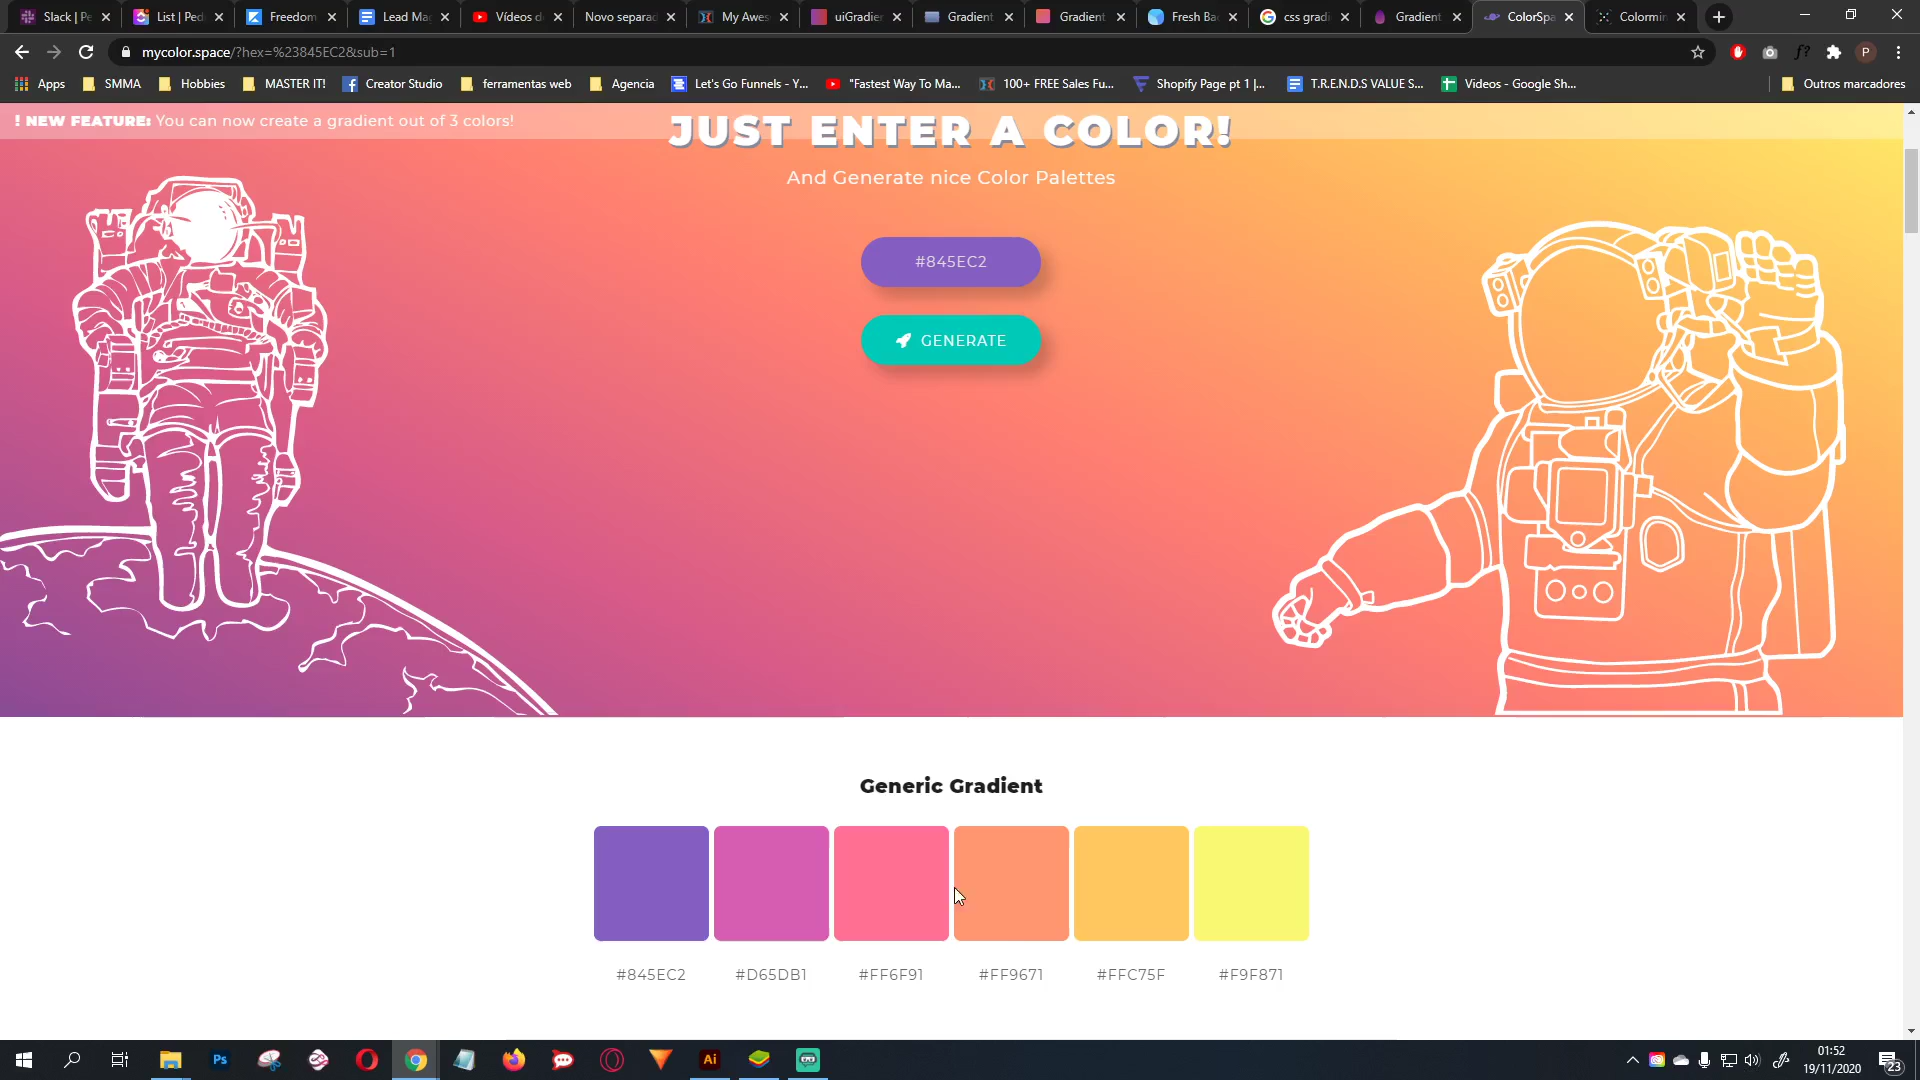 Slack | Pe
List | Ped
Freedom
Lead Mag
Vídeos d
Novo separad
My Awes
uiGradien
Gradient
Gradient
Fresh Bac
css gradi
Gradient
ColorSpa
Colormin
mycolor.space/?hex=%23845EC2&sub=1
Apps
SMMA
Hobbies
MASTER IT!
Creator Studio
ferramentas web
Agencia
Let's Go Funnels - Y...
"Fastest Way To Ma...
100+ FREE Sales Fu...
Shopify Page pt 1 |...
T.R.E.N.D.S VALUE S...
Videos - Google Sh...
Outros marcadores
! NEW FEATURE: You can now create a gradient out of 3 colors!
JUST ENTER A COLOR!
And Generate nice Color Palettes
#845EC2
GENERATE
Generic Gradient
#845EC2 #D65DB1 #FF6F91 #FF9671 #FFC75F #F9F871
01:52
19/11/2020
23